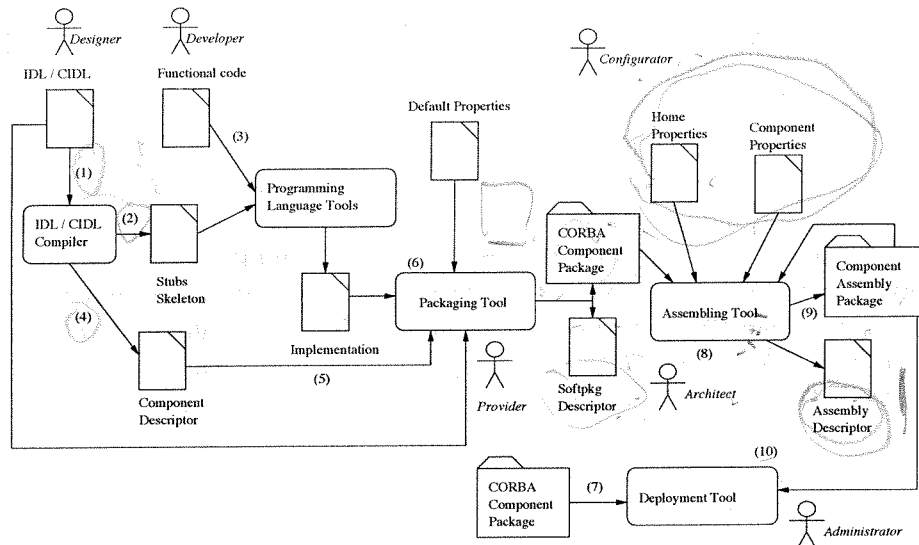 Designer
Developer
Configurator
IDL / CIDL
Functional code
Default Properties
Home
Properties
Component
Properties
(1)
(3)
Programming
Language Tools
IDL / CIDL
Compiler
(2)
Stubs
Skeleton
(4)
(6)
Packaging Tool
CORBA
Component
Package
Component
Assembly
Package
Assembling Tool
(9)
(8)
Implementation
(5)
Component
Descriptor
Provider
Softpkg
Descriptor
Architect
Assembly
Descriptor
(10)
CORBA
Component
Package
(7)
Deployment Tool
Administrator